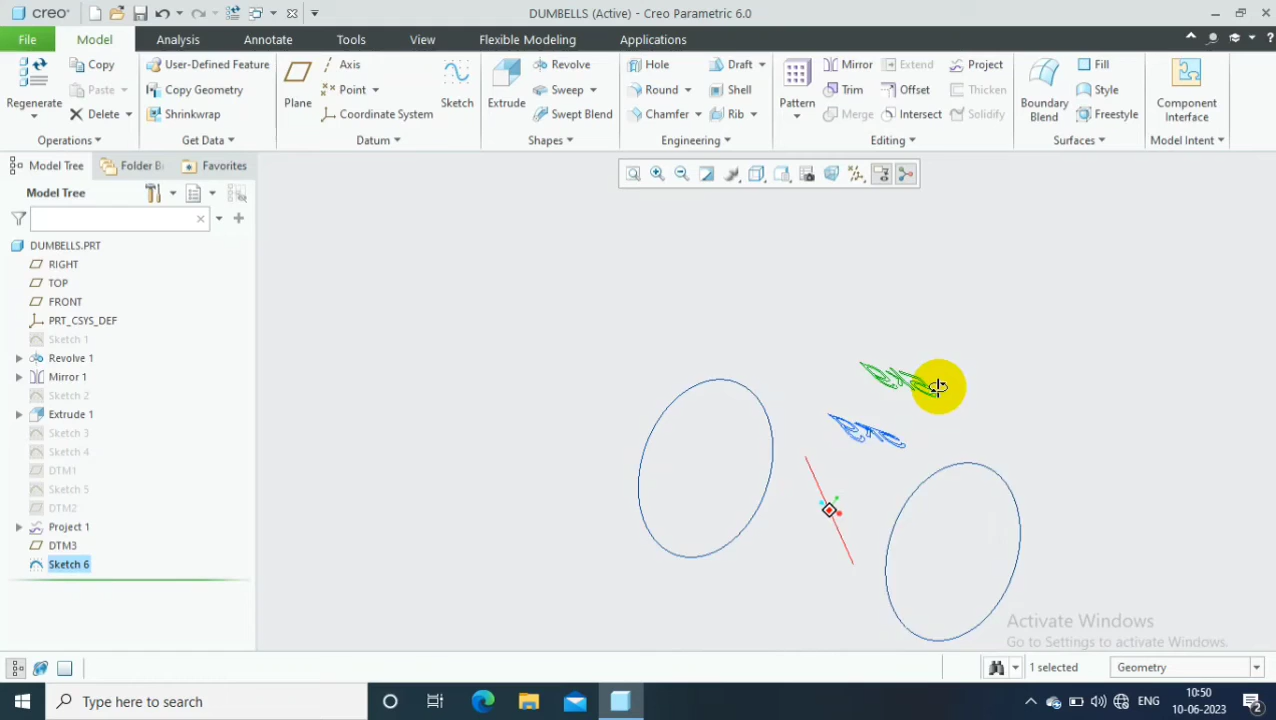 creo
DUMBELLS (Active) - Creo Parametric 6.0
File Model Analysis Annotate Tools View Flexible Modeling Applications
Regenerate
Copy
Paste
Delete
Operations
User-Defined Feature
Copy Geometry
Shrinkwrap
Get Data
Plane
Axis
Point
Coordinate System
Sketch
Datum
Extrude
Revolve
Sweep
Swept Blend
Shapes
Hole
Round
Chamfer
Draft
Shell
Rib
Engineering
Pattern
Mirror
Trim
Merge
Extend
Offset
Intersect
Project
Thicken
Solidify
Editing
Boundary
Blend
Fill
Style
Freestyle
Surfaces
Component
Interface
Model Intent
Model Tree Folder B Favorites
Model Tree
DUMBELLS.PRT
RIGHT
TOP
FRONT
PRT_CSYS_DEF
Sketch 1
Revolve 1
Mirror 1
Sketch 2
Extrude 1
Sketch 3
Sketch 4
DTM1
Sketch 5
DTM2
Project 1
DTM3
Sketch 6
Activate Windows
Go to Settings to activate Windows.
1 selected Geometry
Type here to search
ENG
10:50
10-06-2023
2